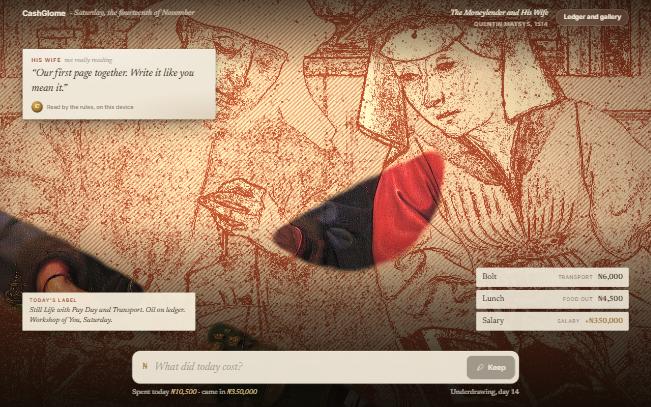 CashGlome - Saturday, the fourteenth of November
The Moneylender and His Wife
QUENTIN MATSYS, 1514
Ledger and gallery
HIS WIFE not really reading
“Our first page together. Write it like you
mean it.”
Read by the rules, on this device
Bolt TRANSPORT ₦6,000
Lunch FOOD OUT ₦4,500
Salary SALARY +₦350,000
TODAY'S LABEL
Still Life with Pay Day and Transport. Oil on ledger.
Workshop of You, Saturday.
₦ What did today cost?
Keep
Spent today ₦10,500 · came in ₦350,000
Underdrawing, day 14